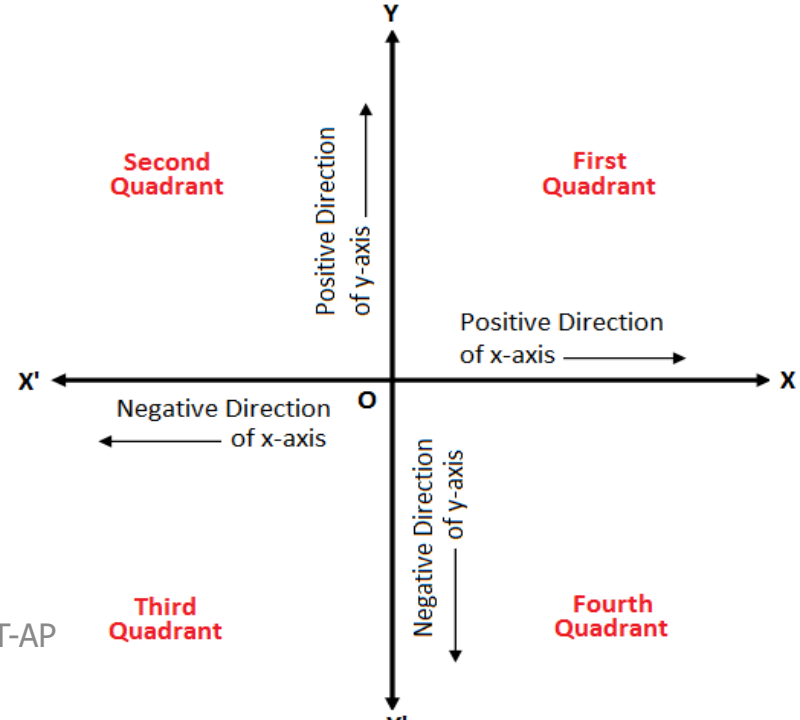 Y
Second
Quadrant
First
Quadrant
Positive Direction
of y-axis
Positive Direction
of x-axis
X'
X
O
Negative Direction
of x-axis
Negative Direction
of y-axis
Third
Quadrant
Fourth
Quadrant
T-AP